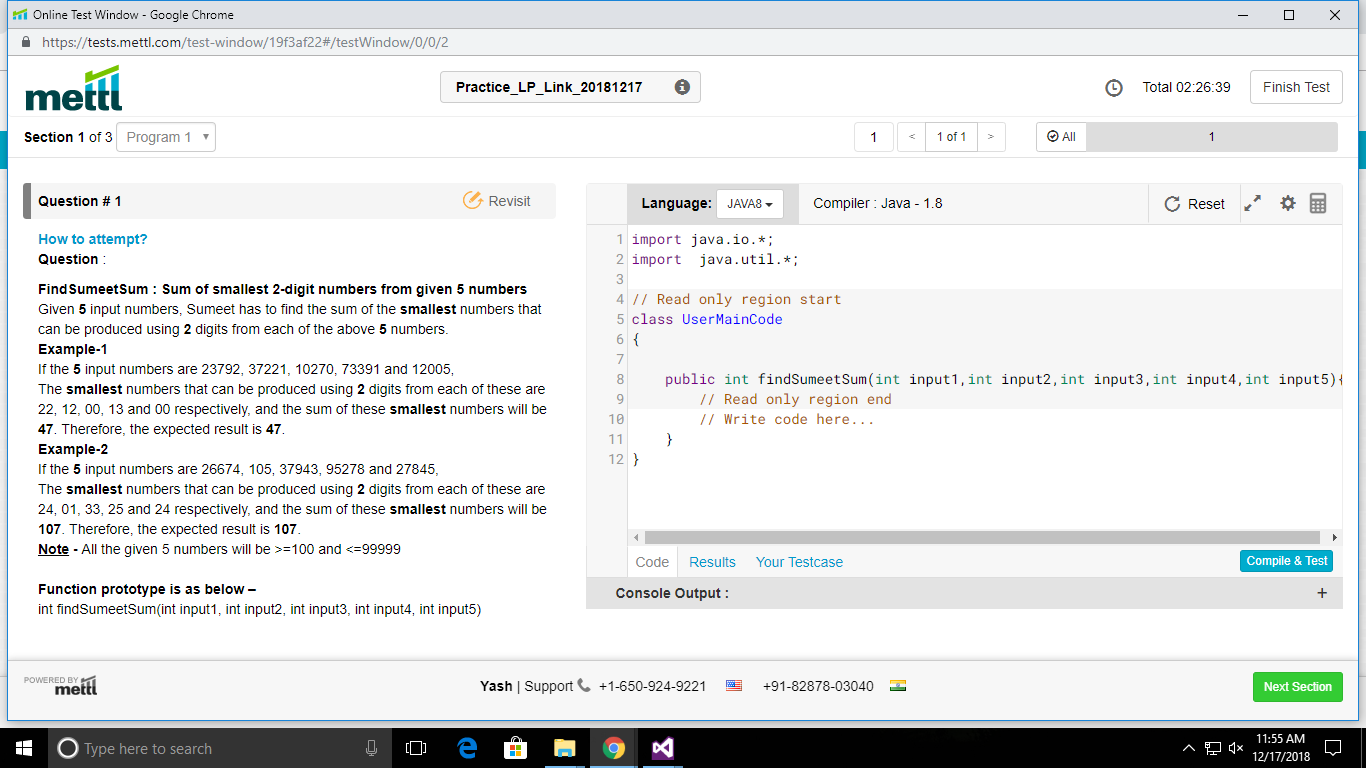 Online Test Window - Google Chrome
https://tests.mettl.com/test-window/19f3af22#/testWindow/0/0/2
mettl
Practice_LP_Link_20181217
Total 02:26:39
Finish Test
Section 1 of 3
Program 1
1
<
1 of 1
>
All
1
Question # 1
Revisit
How to attempt?
Question :
FindSumeetSum : Sum of smallest 2-digit numbers from given 5 numbers
Given 5 input numbers, Sumeet has to find the sum of the smallest numbers that
can be produced using 2 digits from each of the above 5 numbers.
Example-1
If the 5 input numbers are 23792, 37221, 10270, 73391 and 12005,
The smallest numbers that can be produced using 2 digits from each of these are
22, 12, 00, 13 and 00 respectively, and the sum of these smallest numbers will be
47. Therefore, the expected result is 47.
Example-2
If the 5 input numbers are 26674, 105, 37943, 95278 and 27845,
The smallest numbers that can be produced using 2 digits from each of these are
24, 01, 33, 25 and 24 respectively, and the sum of these smallest numbers will be
107. Therefore, the expected result is 107.
Note - All the given 5 numbers will be >=100 and <=99999
Function prototype is as below –
int findSumeetSum(int input1, int input2, int input3, int input4, int input5)
Language:
JAVA8
Compiler : Java - 1.8
Reset
1 import java.io.*;
2 import  java.util.*;
3
4 // Read only region start
5 class UserMainCode
6 {
7
8     public int findSumeetSum(int input1,int input2,int input3,int input4,int input5){
9         // Read only region end
10         // Write code here...
11     }
12 }
Code
Results
Your Testcase
Compile & Test
Console Output :
+
POWERED BY
mettl
Yash | Support
+1-650-924-9221
+91-82878-03040
Next Section
Type here to search
11:55 AM
12/17/2018